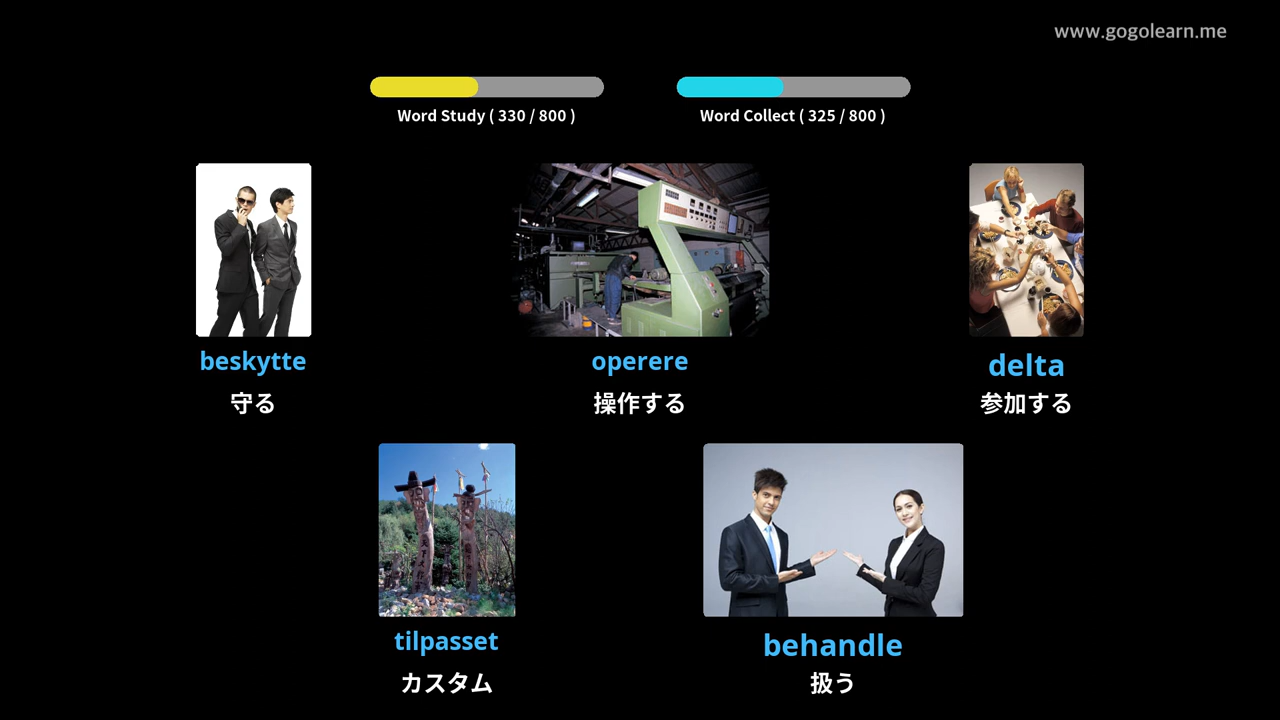 www.gogolearn.me
Word Study ( 330 / 800 )
Word Collect ( 325 / 800 )
beskytte
operere
delta
守る
操作する
参加する
tilpasset
behandle
カスタム
扱う